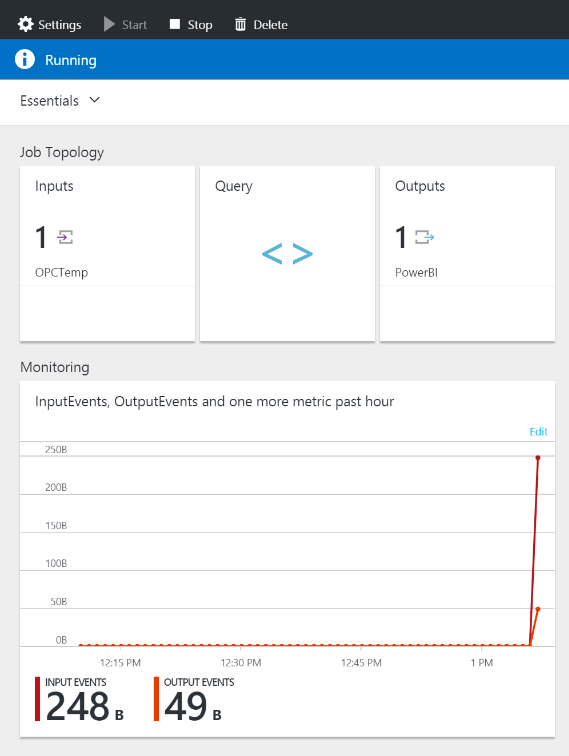 Settings Start Stop Delete
Running
Essentials
Job Topology
Inputs Query Outputs
1 < > 1
OPCTemp PowerBI
Monitoring
InputEvents, OutputEvents and one more metric past hour
Edit
250B
200B
150B
100B
50B
0B
12:15 PM 12:30 PM 12:45 PM 1 PM
INPUT EVENTS OUTPUT EVENTS
248 B 49 B